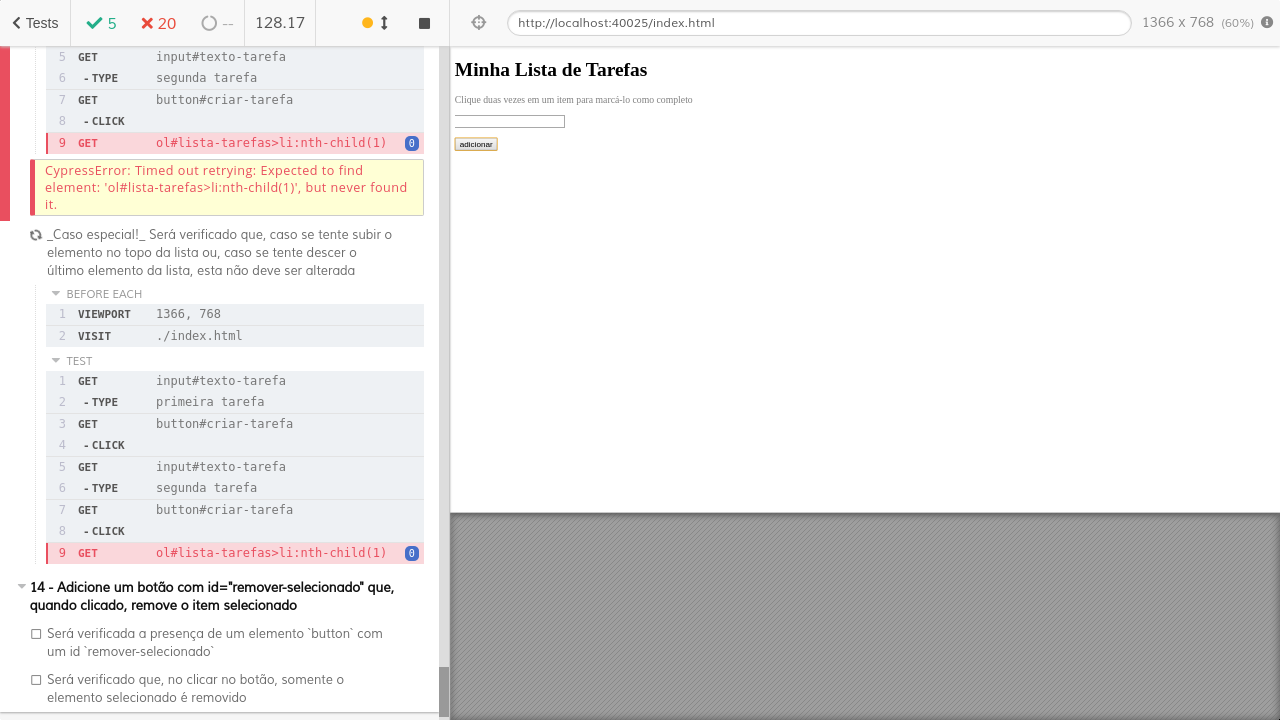 Tests
5
20
--
128.17
http://localhost:40025/index.html
1366 x 768 (60%)
5 GET input#texto-tarefa
6 - TYPE segunda tarefa
7 GET button#criar-tarefa
8 - CLICK
9 GET ol#lista-tarefas>li:nth-child(1) 0
CypressError: Timed out retrying: Expected to find
element: 'ol#lista-tarefas>li:nth-child(1)', but never found
it.
_Caso especial!_ Será verificado que, caso se tente subir o
elemento no topo da lista ou, caso se tente descer o
último elemento da lista, esta não deve ser alterada
BEFORE EACH
1 VIEWPORT 1366, 768
2 VISIT ./index.html
TEST
1 GET input#texto-tarefa
2 - TYPE primeira tarefa
3 GET button#criar-tarefa
4 - CLICK
5 GET input#texto-tarefa
6 - TYPE segunda tarefa
7 GET button#criar-tarefa
8 - CLICK
9 GET ol#lista-tarefas>li:nth-child(1) 0
14 - Adicione um botão com id="remover-selecionado" que,
quando clicado, remove o item selecionado
Será verificada a presença de um elemento `button` com
um id `remover-selecionado`
Será verificado que, no clicar no botão, somente o
elemento selecionado é removido
Minha Lista de Tarefas
Clique duas vezes em um item para marcá-lo como completo
adicionar